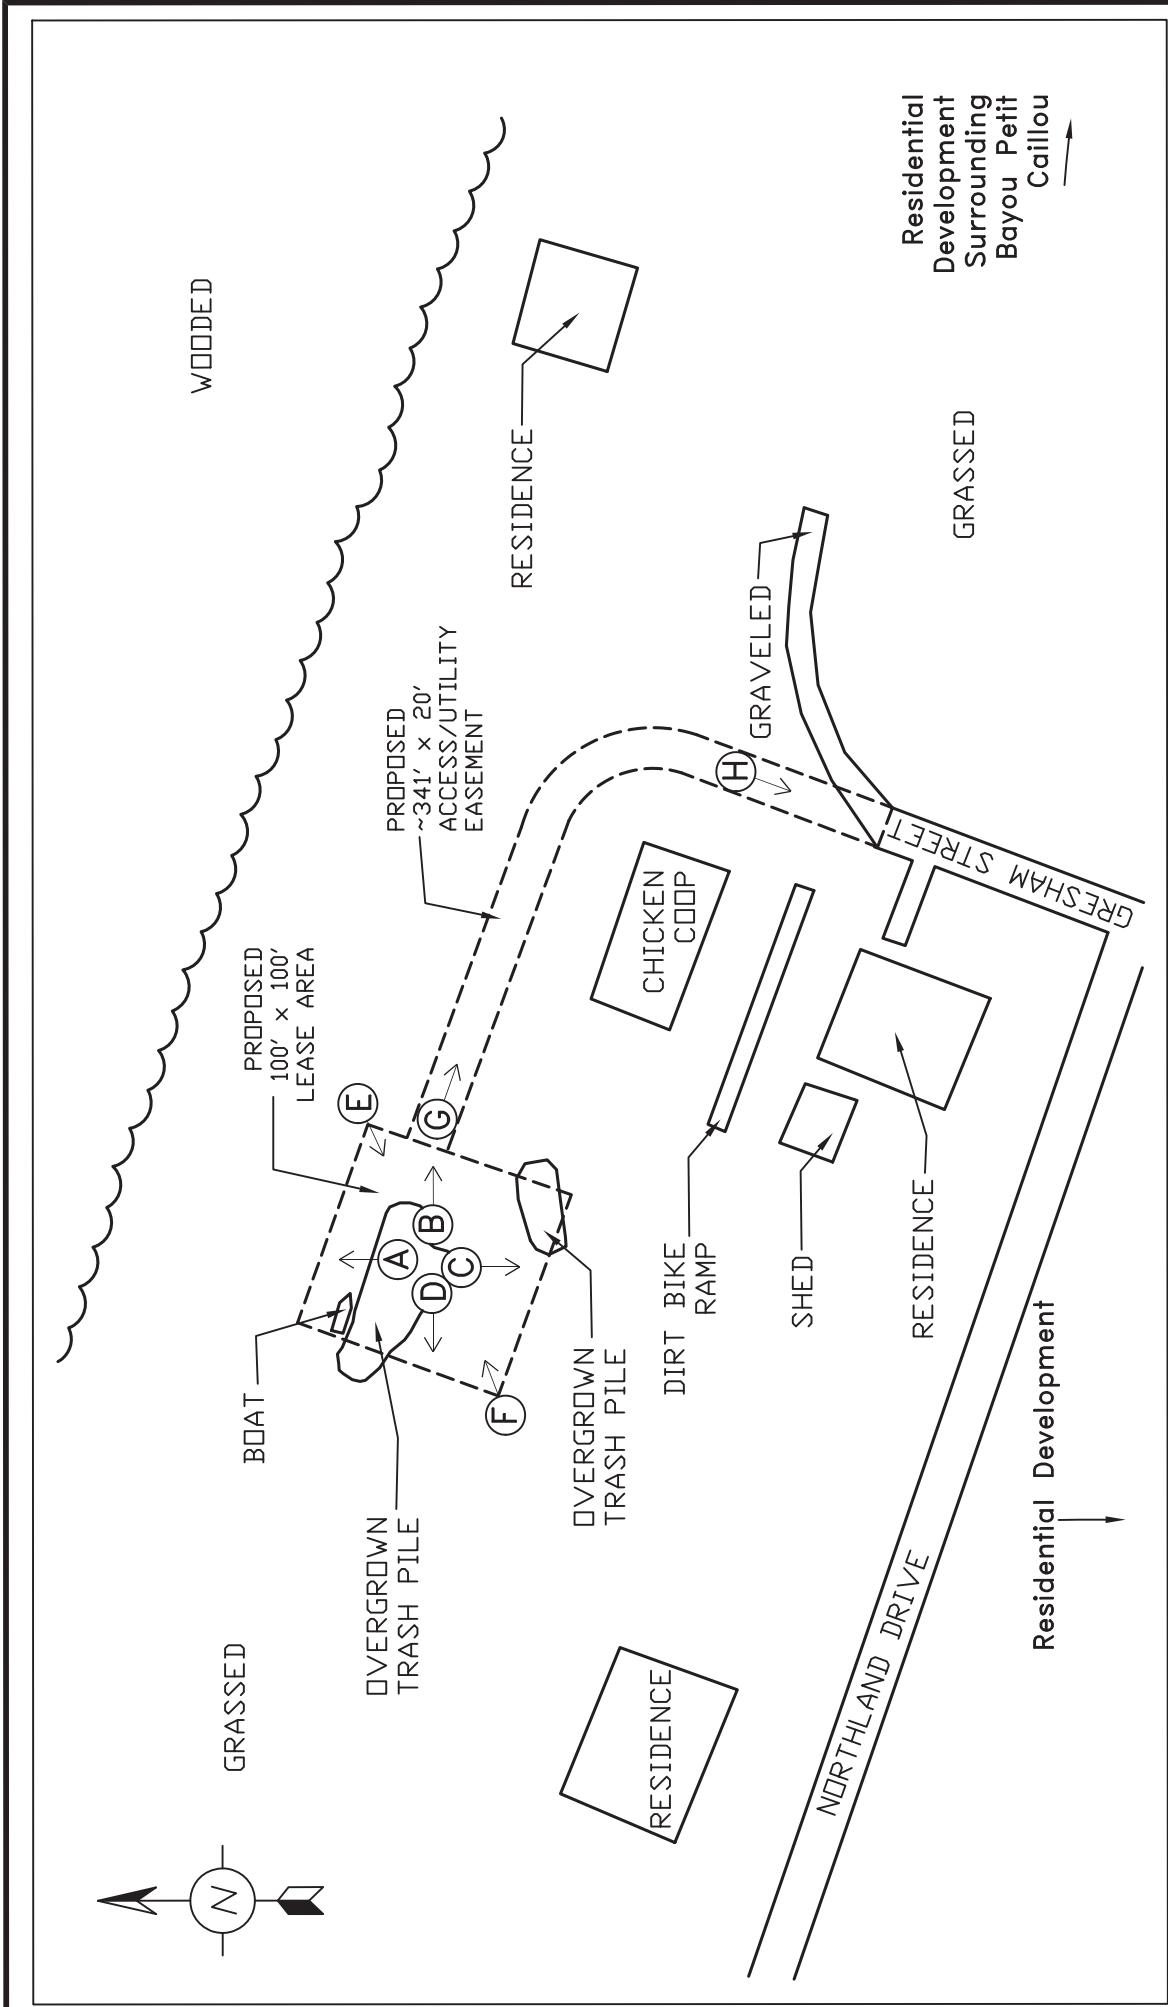 WOODED
Residential
Development
Surrounding
Bayou Petit
Caillou
RESIDENCE
GRASSED
PROPOSED
~341' x 20'
ACCESS/UTILITY
EASEMENT
GRAVELED
H
GRESHAM STREET
CHICKEN
COOP
PROPOSED
100' x 100'
LEASE AREA
E
G
B
A
C
D
F
BOAT
OVERGROWN
TRASH PILE
OVERGROWN
TRASH PILE
DIRT BIKE
RAMP
SHED
RESIDENCE
Residential Development
NORTHLAND DRIVE
RESIDENCE
GRASSED
N